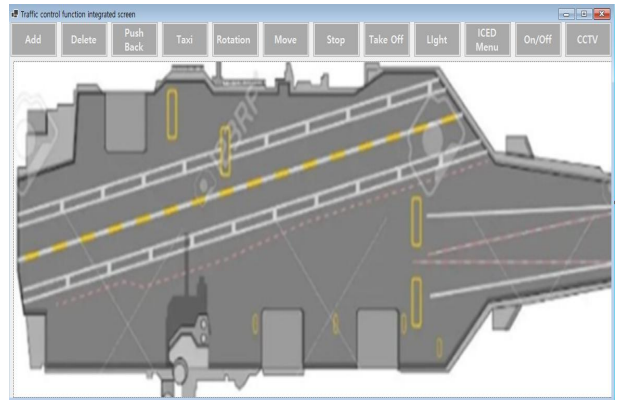 Traffic control function integrated screen
Add
Delete
Push
Back
Taxi
Rotation
Move
Stop
Take Off
Light
ICED
Menu
On/Off
CCTV